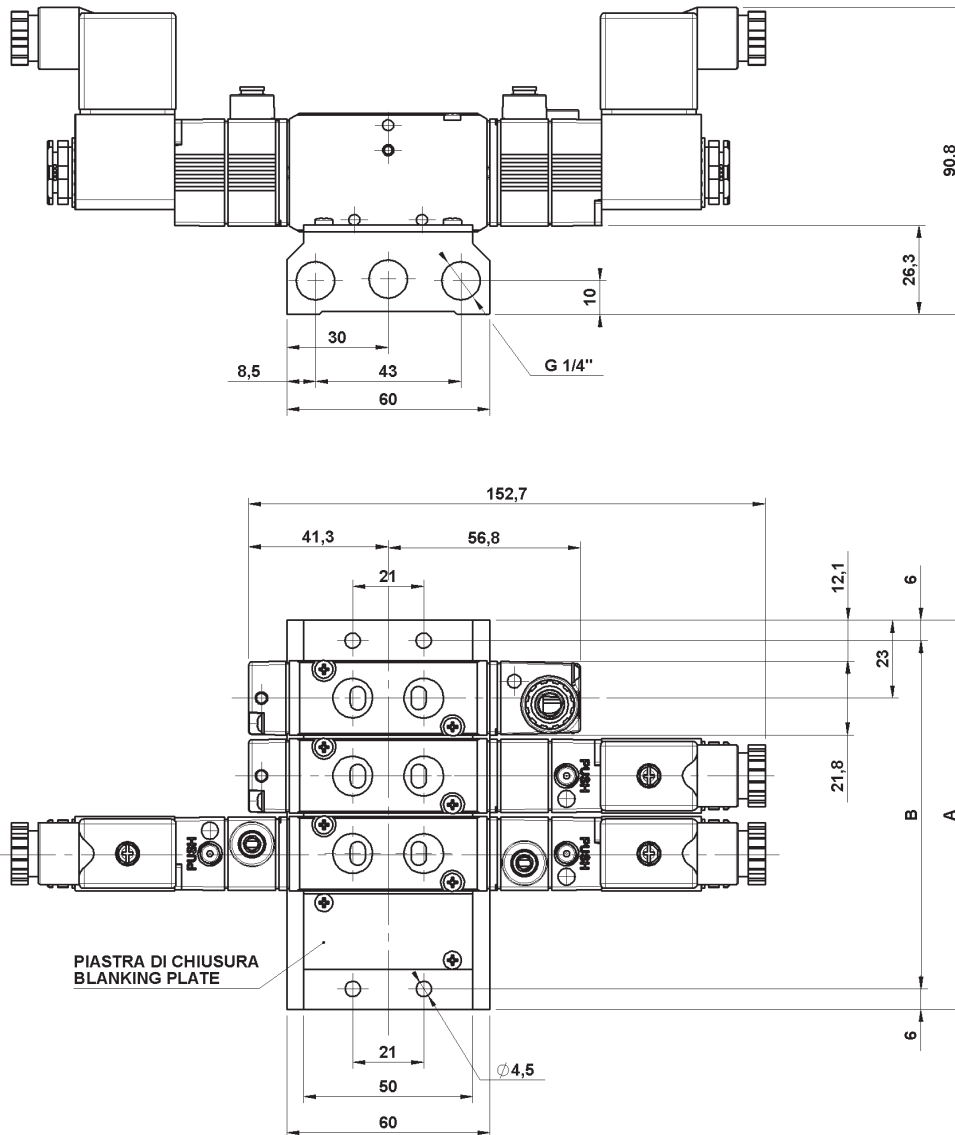 90,8
26,3
10
30
G 1/4"
8,5
43
60
152,7
41,3
56,8
21
12,1
6
23
PUSH
21,8
B
A
PUSH
PUSH
PIASTRA DI CHIUSURA
BLANKING PLATE
6
21
Ø4,5
50
60